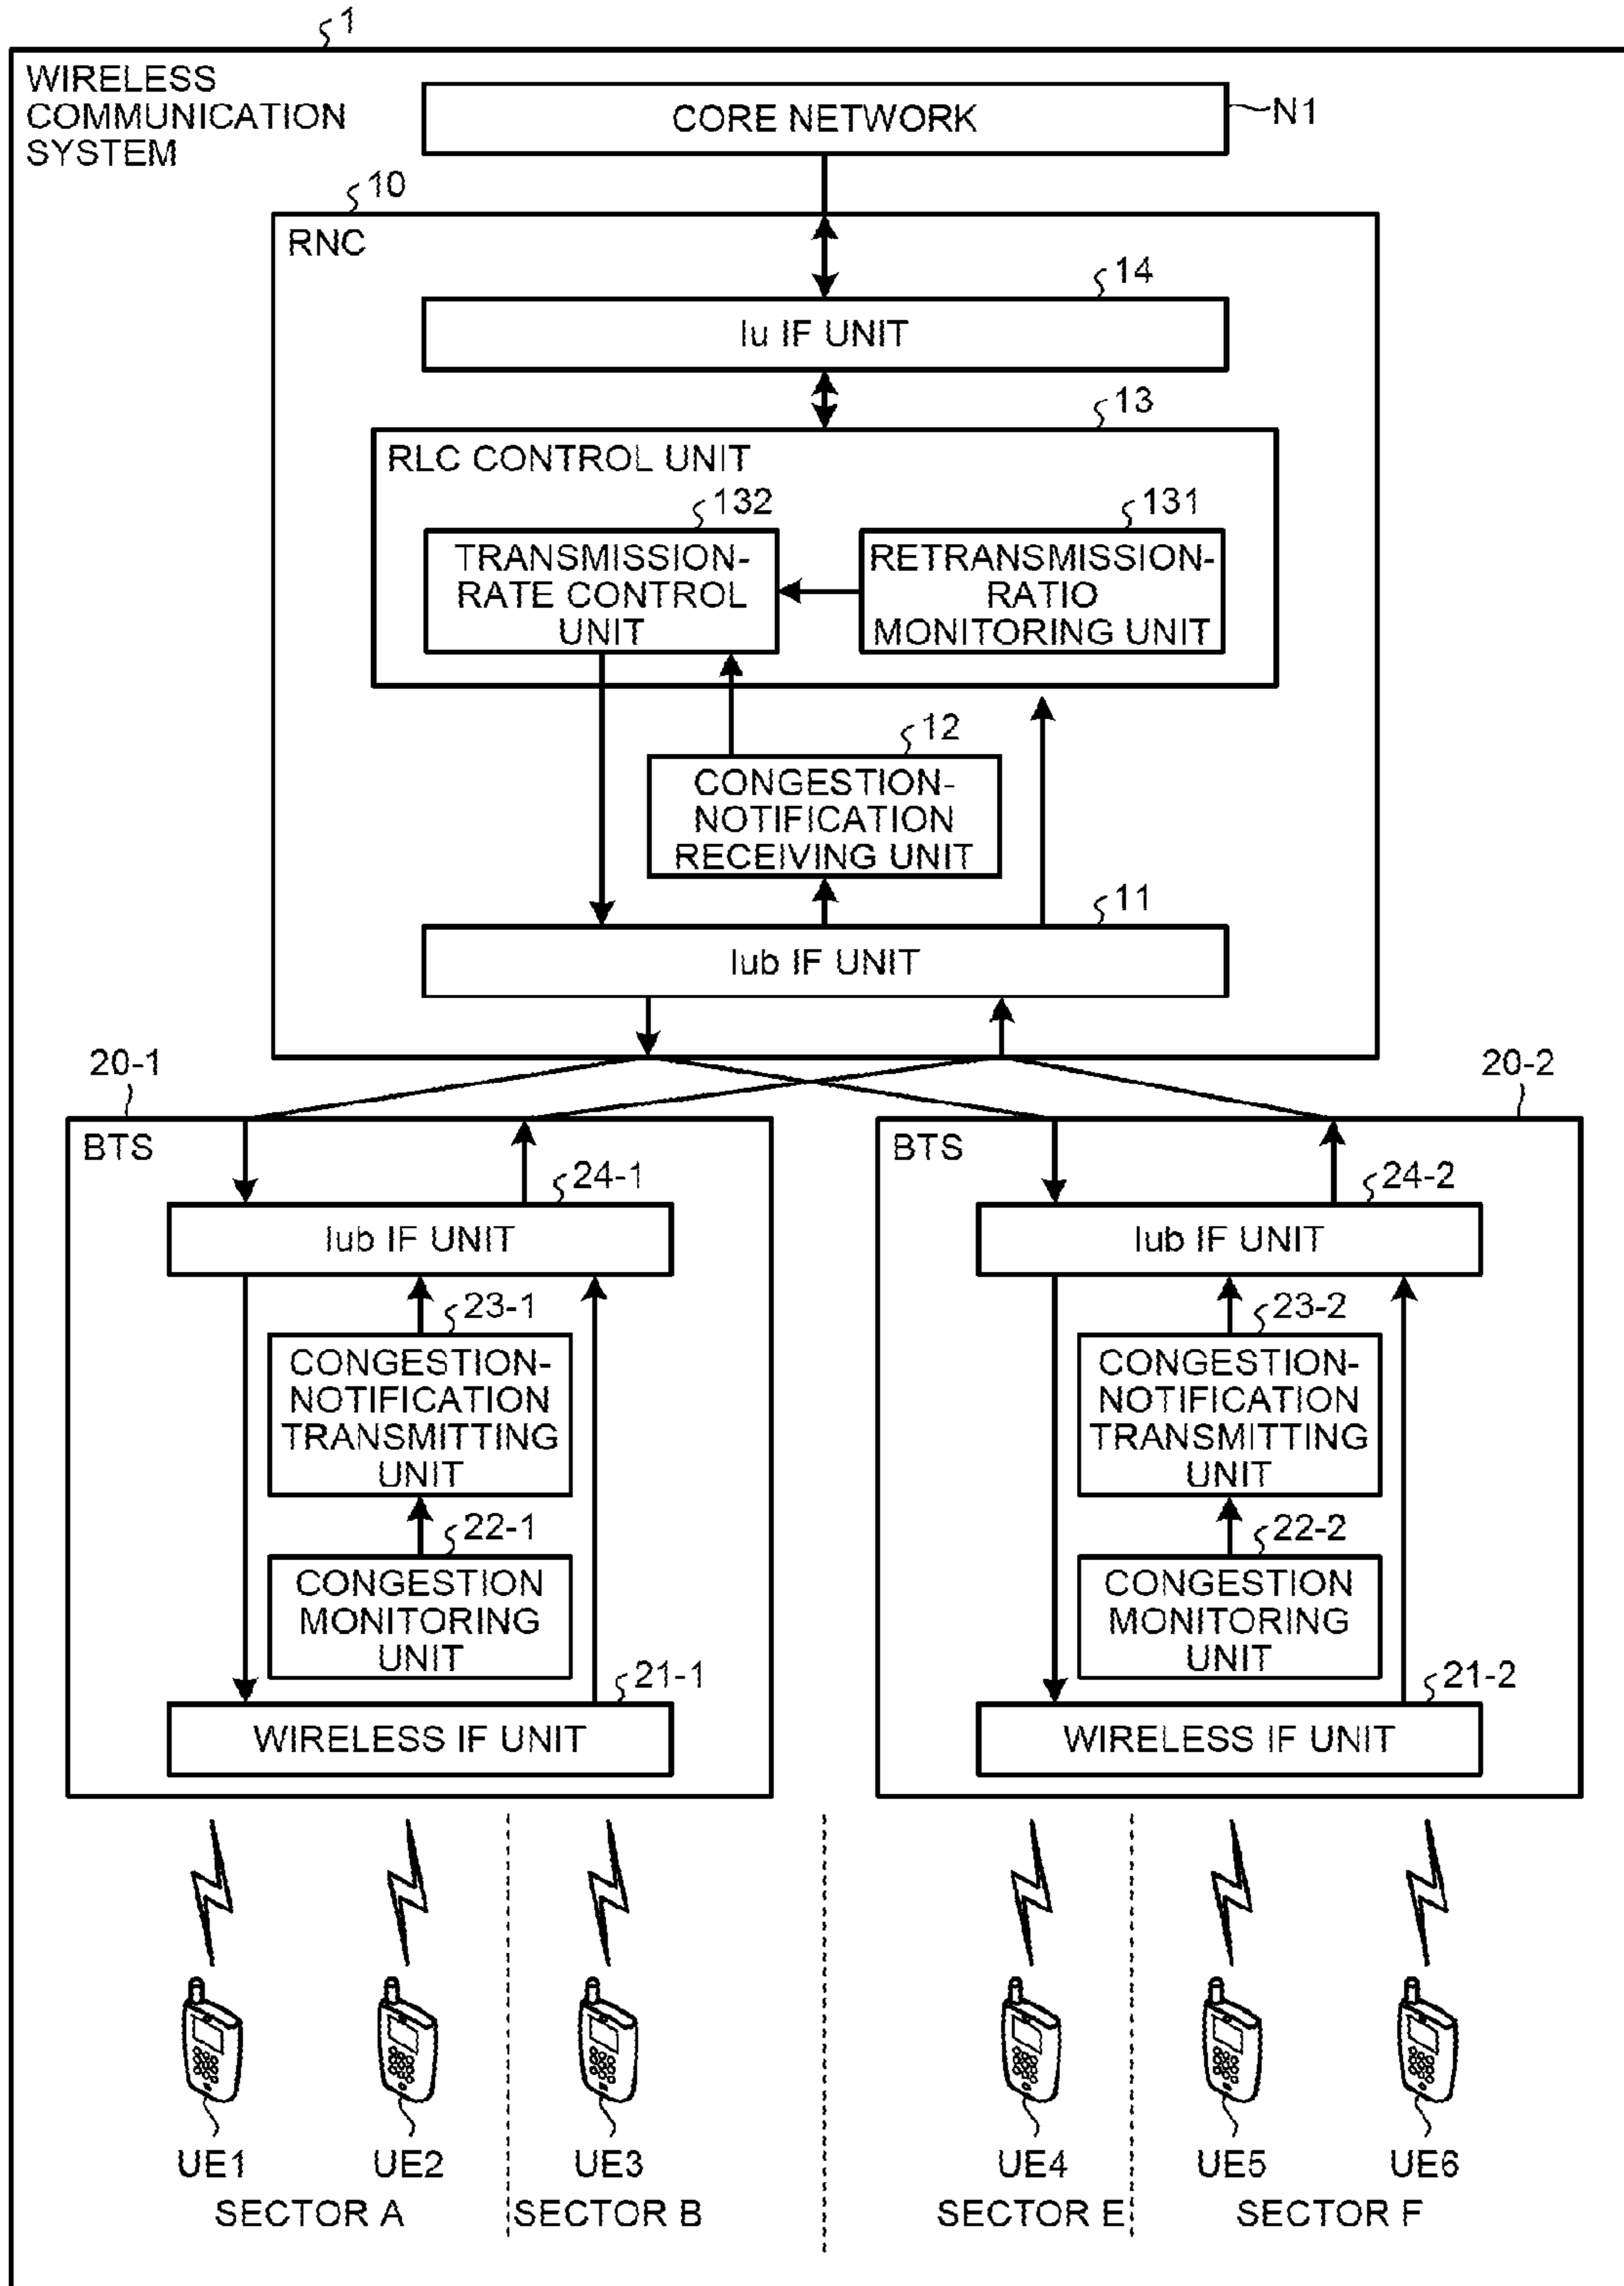 1
WIRELESS
COMMUNICATION
SYSTEM
CORE NETWORK
N1
10
RNC
14
Iu IF UNIT
13
RLC CONTROL UNIT
132
131
TRANSMISSION-
RATE CONTROL
UNIT
RETRANSMISSION-
RATIO
MONITORING UNIT
12
CONGESTION-
NOTIFICATION
RECEIVING UNIT
11
Iub IF UNIT
20-1
20-2
BTS
24-1
Iub IF UNIT
23-1
CONGESTION-
NOTIFICATION
TRANSMITTING
UNIT
22-1
CONGESTION
MONITORING
UNIT
21-1
WIRELESS IF UNIT
BTS
24-2
Iub IF UNIT
23-2
CONGESTION-
NOTIFICATION
TRANSMITTING
UNIT
22-2
CONGESTION
MONITORING
UNIT
21-2
WIRELESS IF UNIT
UE1
UE2
UE3
UE4
UE5
UE6
SECTOR A
SECTOR B
SECTOR E
SECTOR F